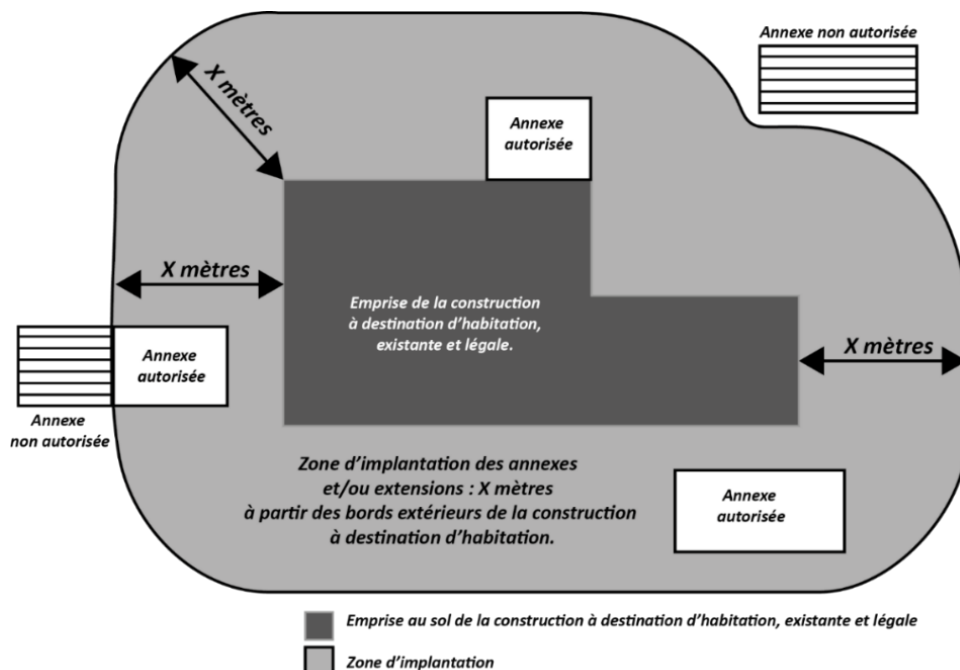 Annexe non autorisée
X mètres
Annexe
autorisée
X mètres
Emprise de la construction
à destination d'habitation,
existante et légale.
X mètres
Annexe
autorisée
Annexe
non autorisée
Zone d'implantation des annexes
et/ou extensions : X mètres
à partir des bords extérieurs de la construction
à destination d'habitation.
Annexe
autorisée
Emprise au sol de la construction à destination d'habitation, existante et légale
Zone d'implantation